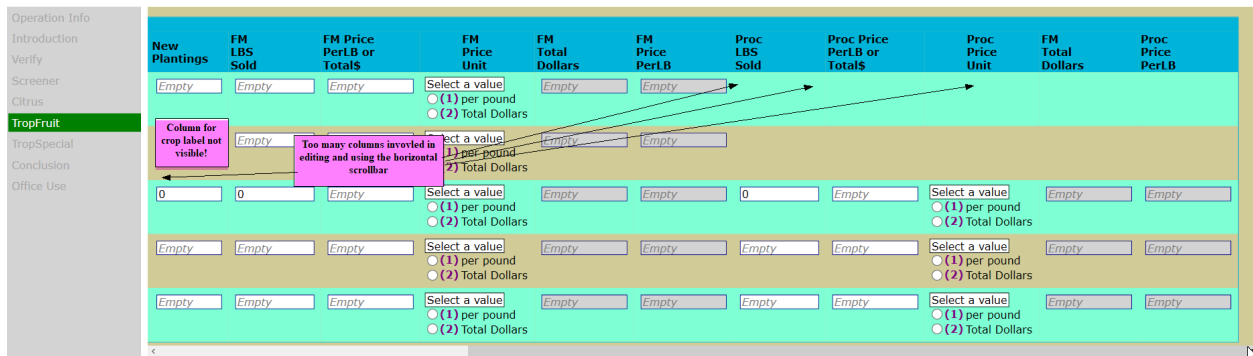 Operation Info
Introduction
Verify
Screener
Citrus
TropFruit
TropSpecial
Conclusion
Office Use
New Plantings
FM LBS Sold
FM Price PerLB or Total$
FM Price Unit
FM Total Dollars
FM Price PerLB
Proc LBS Sold
Proc Price PerLB or Total$
Proc Price Unit
FM Total Dollars
Proc Price PerLB
Empty Empty Empty Select a value Empty Empty
(1) per pound
(2) Total Dollars
Column for
crop label not
visible!
Too many columns invovled in
editing and using the horizontal
scrollbar
Empty Select a value Empty Empty
(1) per pound
(2) Total Dollars
0 0 Empty Select a value Empty Empty 0 Empty Select a value Empty Empty
(1) per pound (1) per pound
(2) Total Dollars (2) Total Dollars
Empty Empty Empty Select a value Empty Empty Empty Empty Select a value Empty Empty
(1) per pound (1) per pound
(2) Total Dollars (2) Total Dollars
Empty Empty Empty Select a value Empty Empty Empty Empty Select a value Empty Empty
(1) per pound (1) per pound
(2) Total Dollars (2) Total Dollars